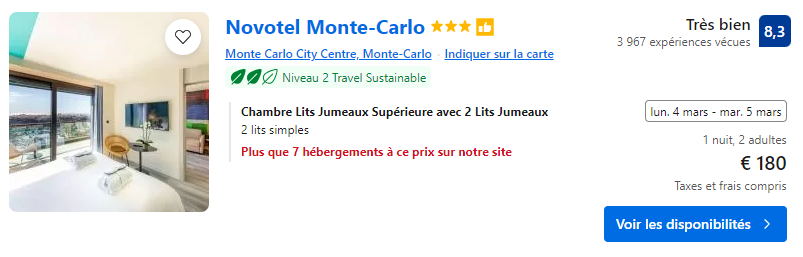 Novotel Monte-Carlo
Monte Carlo City Centre, Monte-Carlo · Indiquer sur la carte
Niveau 2 Travel Sustainable
Chambre Lits Jumeaux Supérieure avec 2 Lits Jumeaux
2 lits simples
Plus que 7 hébergements à ce prix sur notre site
Très bien
3 967 expériences vécues
8,3
lun. 4 mars - mar. 5 mars
1 nuit, 2 adultes
€ 180
Taxes et frais compris
Voir les disponibilités